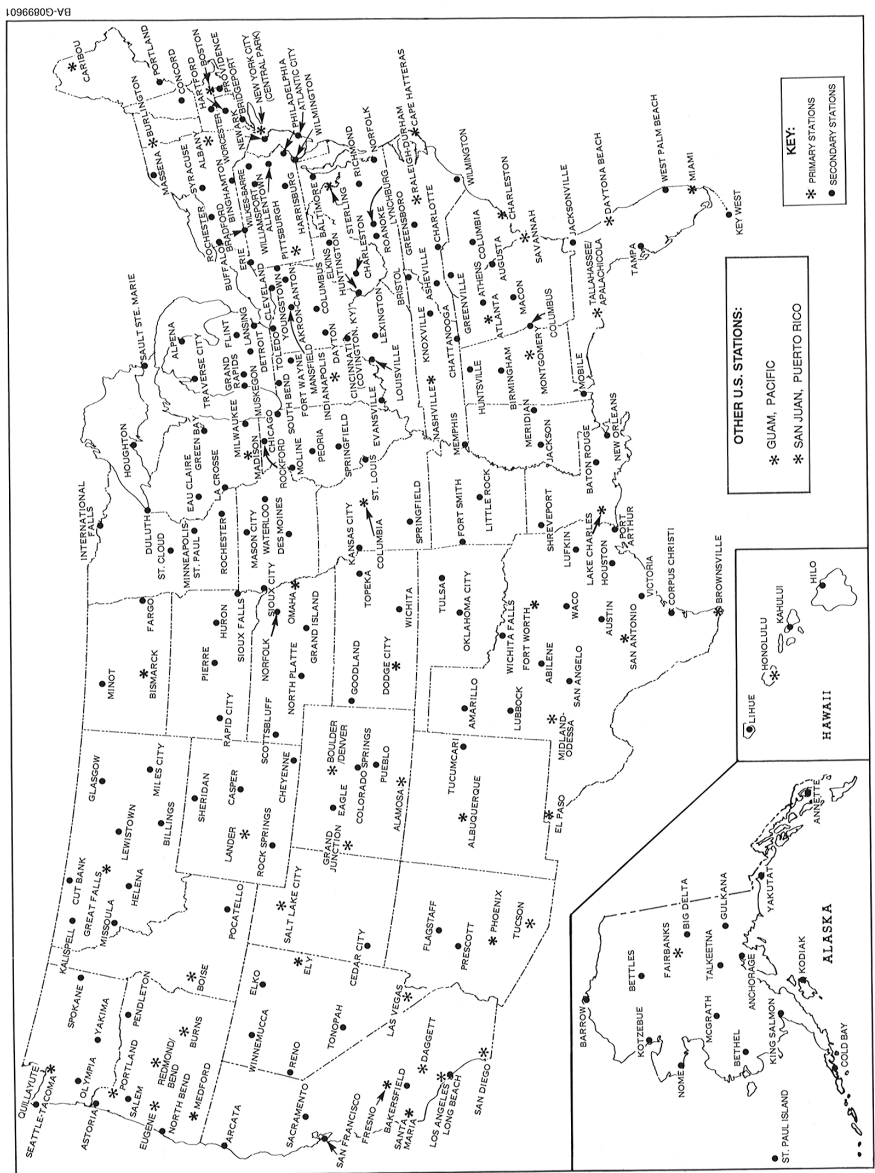 BA-G0899601
QUILLAYUTE
SEATTLE-TACOMA
OLYMPIA
ASTORIA
PORTLAND
SALEM
EUGENE
REDMOND/
BEND
NORTH BEND
MEDFORD
SPOKANE
YAKIMA
PENDLETON
BURNS
BOISE
ARCATA
SACRAMENTO
SAN FRANCISCO
FRESNO
BAKERSFIELD
SANTA
MARIA
DAGGETT
LOS ANGELES
LONG BEACH
SAN DIEGO
WINNEMUCCA
ELKO
RENO
TONOPAH
ELY
LAS VEGAS
KALISPELL
CUT BANK
GREAT FALLS
MISSOULA
HELENA
LEWISTOWN
BILLINGS
GLASGOW
MILES CITY
POCATELLO
SALT LAKE CITY
CEDAR CITY
SHERIDAN
CASPER
LANDER
ROCK SPRINGS
CHEYENNE
GRAND
JUNCTION
EAGLE
BOULDER
/DENVER
COLORADO SPRINGS
PUEBLO
ALAMOSA
FLAGSTAFF
PRESCOTT
PHOENIX
TUCSON
TUCUMCARI
ALBUQUERQUE
MINOT
BISMARCK
FARGO
PIERRE
HURON
RAPID CITY
SIOUX FALLS
SCOTTSBLUFF
NORFOLK
NORTH PLATTE
GRAND ISLAND
OMAHA
SIOUX CITY
GOODLAND
DODGE CITY
WICHITA
TOPEKA
TULSA
OKLAHOMA CITY
AMARILLO
LUBBOCK
WICHITA FALLS
FORT WORTH
ABILENE
MIDLAND-
ODESSA
SAN ANGELO
EL PASO
WACO
AUSTIN
SAN ANTONIO
LUFKIN
HOUSTON
PORT
ARTHUR
VICTORIA
CORPUS CHRISTI
BROWNSVILLE
INTERNATIONAL
FALLS
DULUTH
ST. CLOUD
MINNEAPOLIS-
ST. PAUL
ROCHESTER
EAU CLAIRE
GREEN BAY
LA CROSSE
MILWAUKEE
MADISON
MASON CITY
WATERLOO
DES MOINES
HOUGHTON
SAULT STE. MARIE
ALPENA
TRAVERSE CITY
GRAND
RAPIDS
FLINT
LANSING
MUSKEGON
DETROIT
CHICAGO
ROCKFORD
MOLINE
PEORIA
SPRINGFIELD
KANSAS CITY
COLUMBIA
ST. LOUIS
SPRINGFIELD
SOUTH BEND
FORT WAYNE
INDIANAPOLIS
EVANSVILLE
TOLEDO
CLEVELAND
YOUNGSTOWN
AKRON-CANTON
MANSFIELD
COLUMBUS
DAYTON
CINCINNATI
(COVINGTON, KY)
LEXINGTON
LOUISVILLE
FORT SMITH
LITTLE ROCK
SHREVEPORT
LAKE CHARLES
BATON ROUGE
NEW ORLEANS
MEMPHIS
NASHVILLE
KNOXVILLE
CHATTANOOGA
BRISTOL
JACKSON
MERIDIAN
HUNTSVILLE
BIRMINGHAM
MONTGOMERY
MOBILE
ATLANTA
ATHENS
AUGUSTA
MACON
COLUMBUS
SAVANNAH
TALLAHASSEE/
APALACHICOLA
JACKSONVILLE
DAYTONA BEACH
TAMPA
WEST PALM BEACH
MIAMI
KEY WEST
ASHEVILLE
CHARLOTTE
GREENSBORO
RALEIGH-DURHAM
CAPE HATTERAS
WILMINGTON
GREENVILLE
COLUMBIA
CHARLESTON
HUNTINGTON
CHARLESTON
ELKINS
ROANOKE
LYNCHBURG
RICHMOND
NORFOLK
STERLING
BALTIMORE
WILMINGTON
ERIE
BRADFORD
PITTSBURGH
WILLIAMSPORT
WILKES-BARRE
ALLENTOWN
HARRISBURG
PHILADELPHIA
ATLANTIC CITY
NEWARK
NEW YORK CITY
(CENTRAL PARK)
BUFFALO
ROCHESTER
SYRACUSE
BINGHAMTON
ALBANY
MASSENA
BURLINGTON
CONCORD
PORTLAND
CARIBOU
BOSTON
WORCESTER
HARTFORD
PROVIDENCE
BRIDGEPORT
KEY:
* PRIMARY STATIONS
● SECONDARY STATIONS
OTHER U.S. STATIONS:
* GUAM, PACIFIC
* SAN JUAN, PUERTO RICO
LIHUE
HONOLULU
KAHULUI
HILO
HAWAII
BARROW
KOTZEBUE
BETTLES
NOME
FAIRBANKS
BIG DELTA
MCGRATH
TALKEETNA
GULKANA
BETHEL
ANCHORAGE
KING SALMON
KODIAK
YAKUTAT
ANNETTE
COLD BAY
ST. PAUL ISLAND
ALASKA